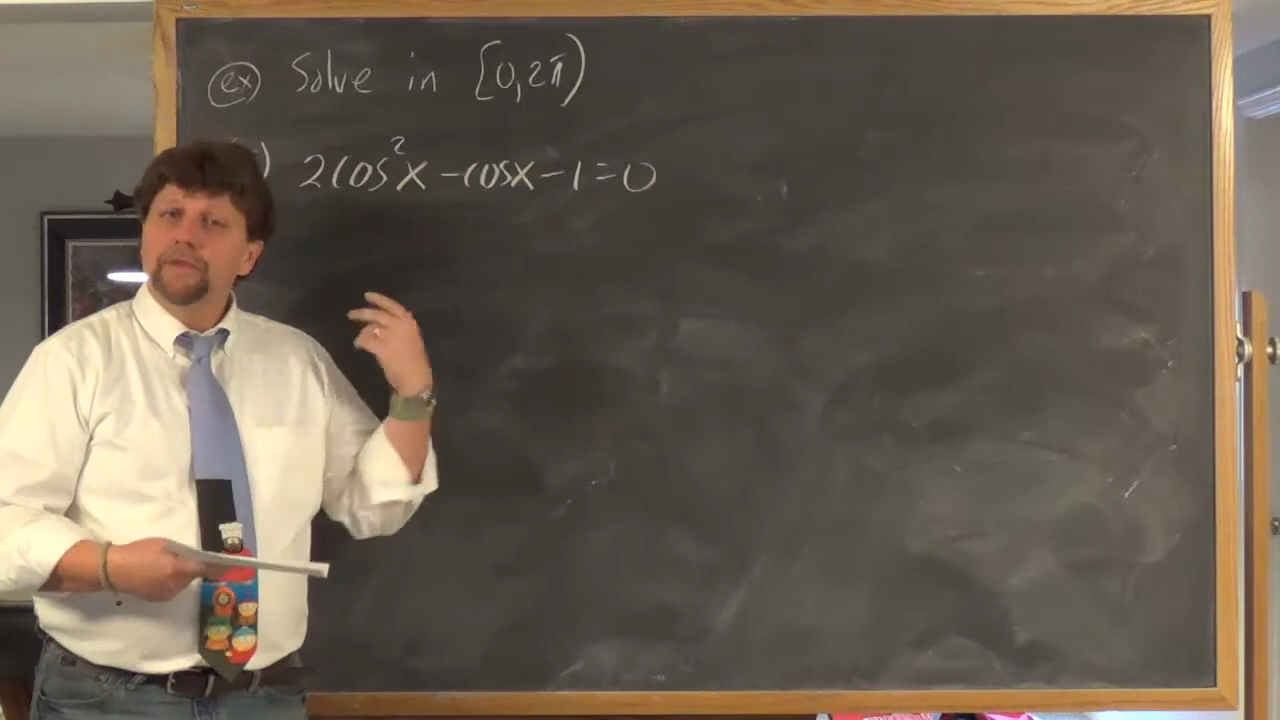 ex Solve in [0, 2π)
) 2cos²x - cosx - 1 = 0